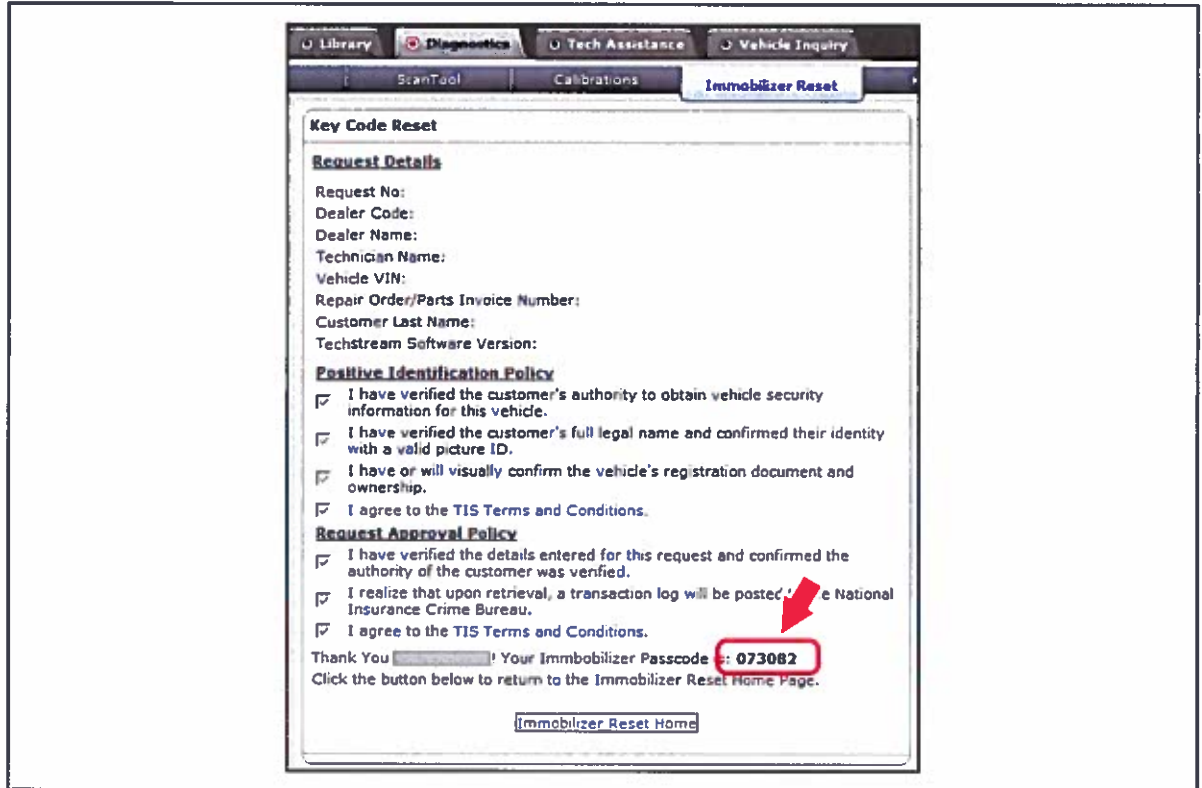 Library Diagnostics Tech Assistance Vehicle Inquiry
ScanTool Calibrations Immobilizer Reset
Key Code Reset
Request Details
Request No:
Dealer Code:
Dealer Name:
Technician Name:
Vehicle VIN:
Repair Order/Parts Invoice Number:
Customer Last Name:
Techstream Software Version:
Positive Identification Policy
I have verified the customer's authority to obtain vehicle security
information for this vehicle.
I have verified the customer's full legal name and confirmed their identity
with a valid picture ID.
I have or will visually confirm the vehicle's registration document and
ownership.
I agree to the TIS Terms and Conditions.
Request Approval Policy
I have verified the details entered for this request and confirmed the
authority of the customer was verified.
I realize that upon retrieval, a transaction log will be posted e National
Insurance Crime Bureau.
I agree to the TIS Terms and Conditions.
Thank You ! Your Immbobilizer Passcode : 073082
Click the button below to return to the Immobilizer Reset Home Page.
Immobilizer Reset Home